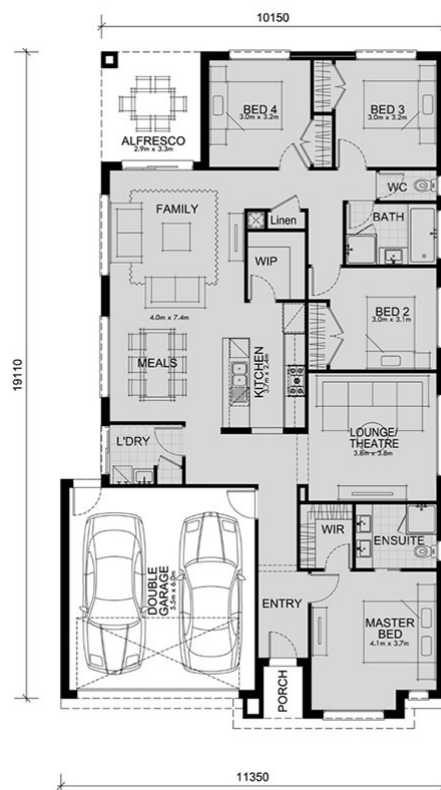 10150
19110
BED 4
3.0m x 3.2m
BED 3
3.0m x 3.2m
ALFRESCO
2.9m x 3.3m
WC
FAMILY
Linen
BATH
WIP
BED 2
3.0m x 3.1m
4.0m x 7.4m
MEALS
KITCHEN
3.7m x 2.4m
LOUNGE/
THEATRE
3.8m x 3.8m
L'DRY
WIR
ENSUITE
DOUBLE
GARAGE
5.5m x 6.0m
ENTRY
MASTER
BED
4.1m x 3.7m
PORCH
11350